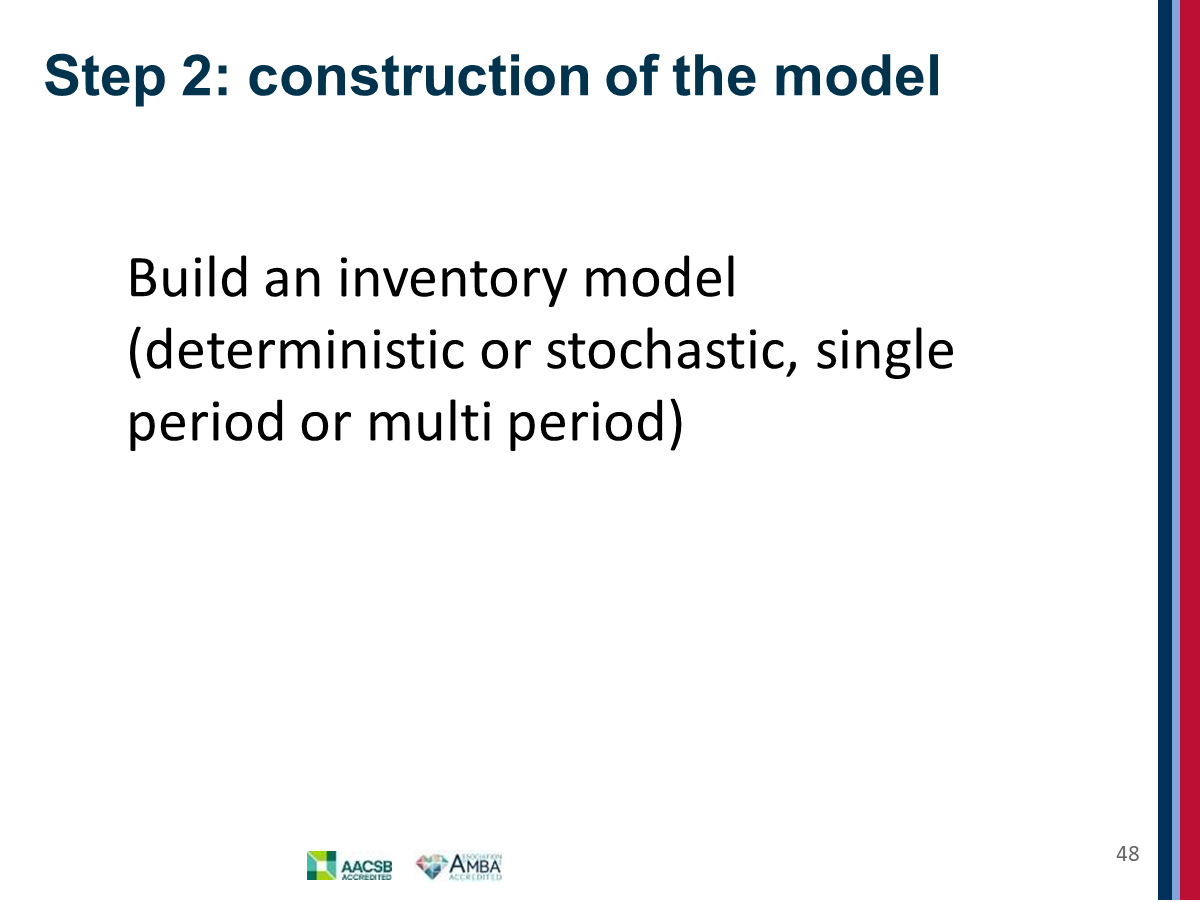 Step 2: construction of the model
Build an inventory model
(deterministic or stochastic, single
period or multi period)
AACSB
ACCREDITED
ASSOCIATION
AMBA
ACCREDITED
48